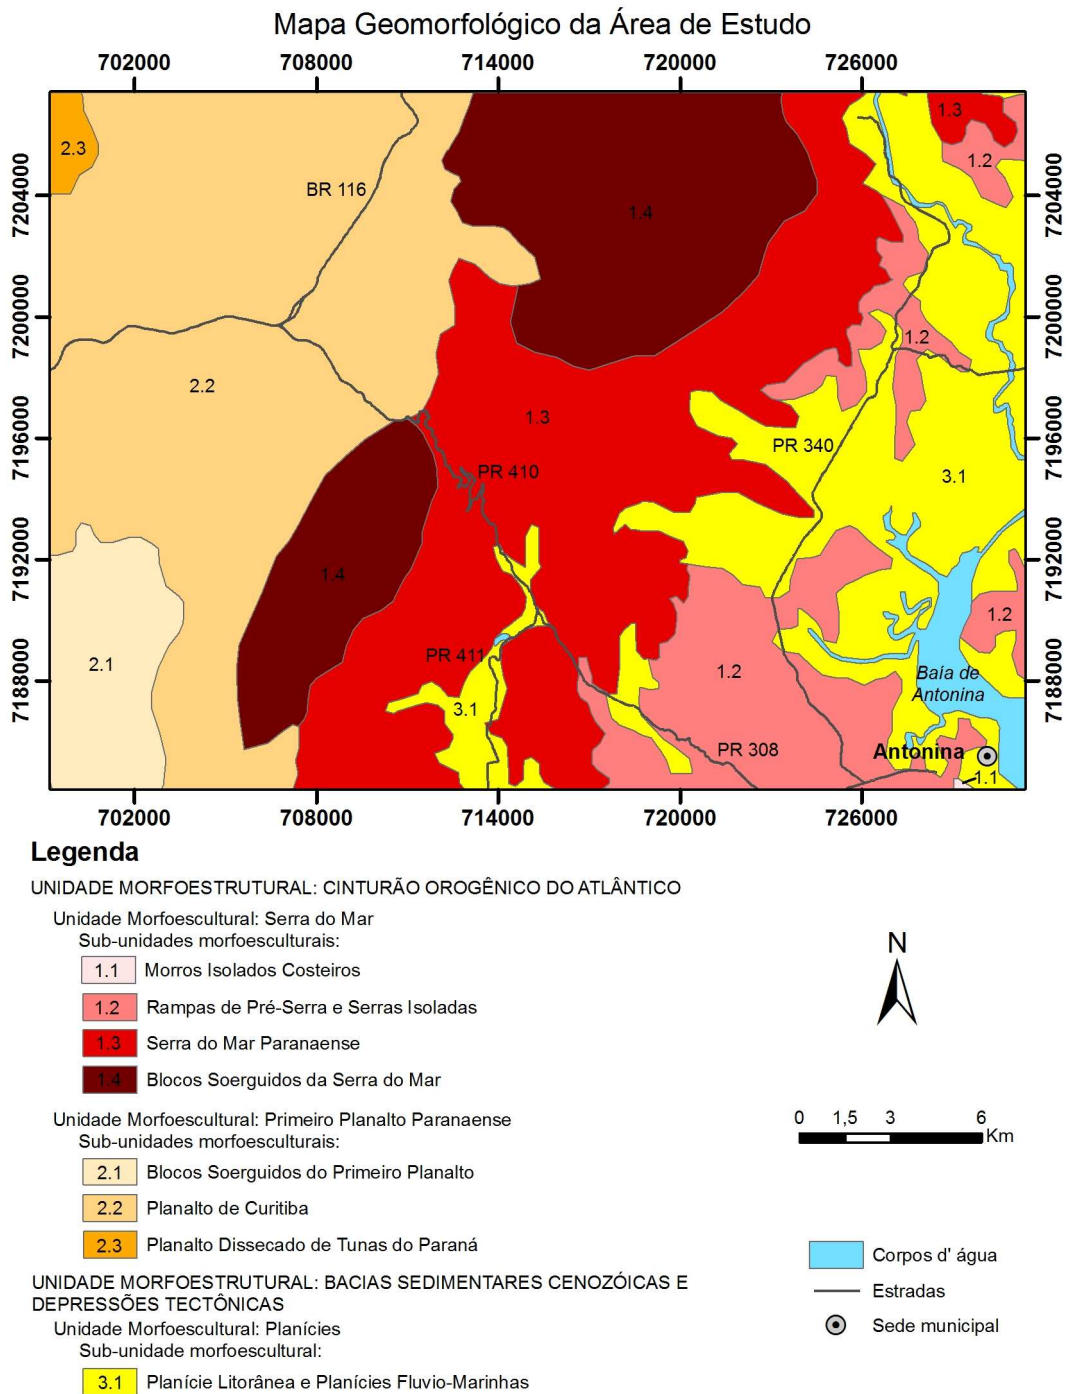 Mapa Geomorfológico da Área de Estudo
702000 708000 714000 720000 726000
7204000 7200000 7196000 7192000 7188000
2.3
BR 116
1.4
1.3
1.2
7204000 7200000 7196000 7192000 7188000
2.2
1.3
1.2
PR 340
PR 410
3.1
1.4
1.2
2.1
PR 411
1.2
Baía de
Antonina
3.1
PR 308
Antonina
1.1
702000 708000 714000 720000 726000
Legenda
UNIDADE MORFOESTRUTURAL: CINTURÃO OROGÊNICO DO ATLÂNTICO
Unidade Morfoescultural: Serra do Mar
Sub-unidades morfoesculturais:
1.1 Morros Isolados Costeiros
1.2 Rampas de Pré-Serra e Serras Isoladas
1.3 Serra do Mar Paranaense
1.4 Blocos Soerguidos da Serra do Mar
Unidade Morfoescultural: Primeiro Planalto Paranaense
Sub-unidades morfoesculturais:
2.1 Blocos Soerguidos do Primeiro Planalto
2.2 Planalto de Curitiba
2.3 Planalto Dissecado de Tunas do Paraná
UNIDADE MORFOESTRUTURAL: BACIAS SEDIMENTARES CENOZÓICAS E
DEPRESSÕES TECTÔNICAS
Unidade Morfoescultural: Planícies
Sub-unidade morfoescultural:
3.1 Planície Litorânea e Planícies Fluvio-Marinhas
N
0 1,5 3 6
Km
Corpos d' água
Estradas
Sede municipal